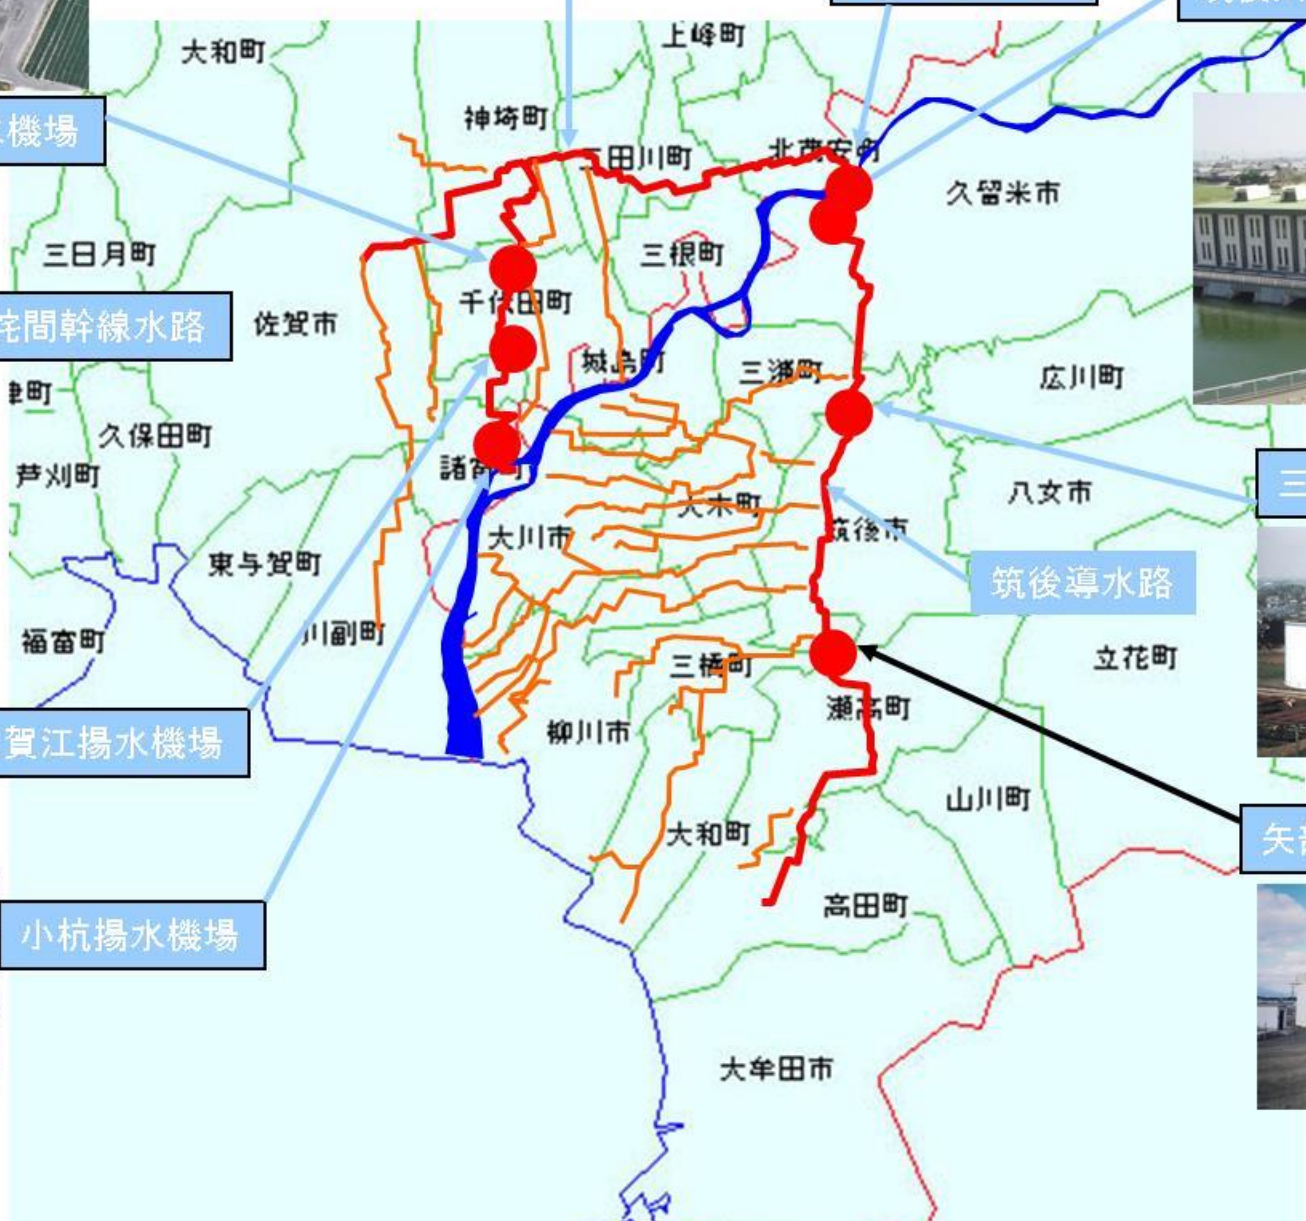 大和町
上峰町
神埼町
機場
三田川町
北茂安町
久留米市
三日月町
三根町
千代田町
佐賀市
間幹線水路
城島町
三潴町
広川町
久保田町
芦刈町
八女市
三
大木町
大川市
筑後市
東与賀町
筑後導水路
福富町
川副町
三橋町
立花町
瀬高町
柳川市
賀江揚水機場
山川町
大和町
矢
高田町
小杭揚水機場
大牟田市